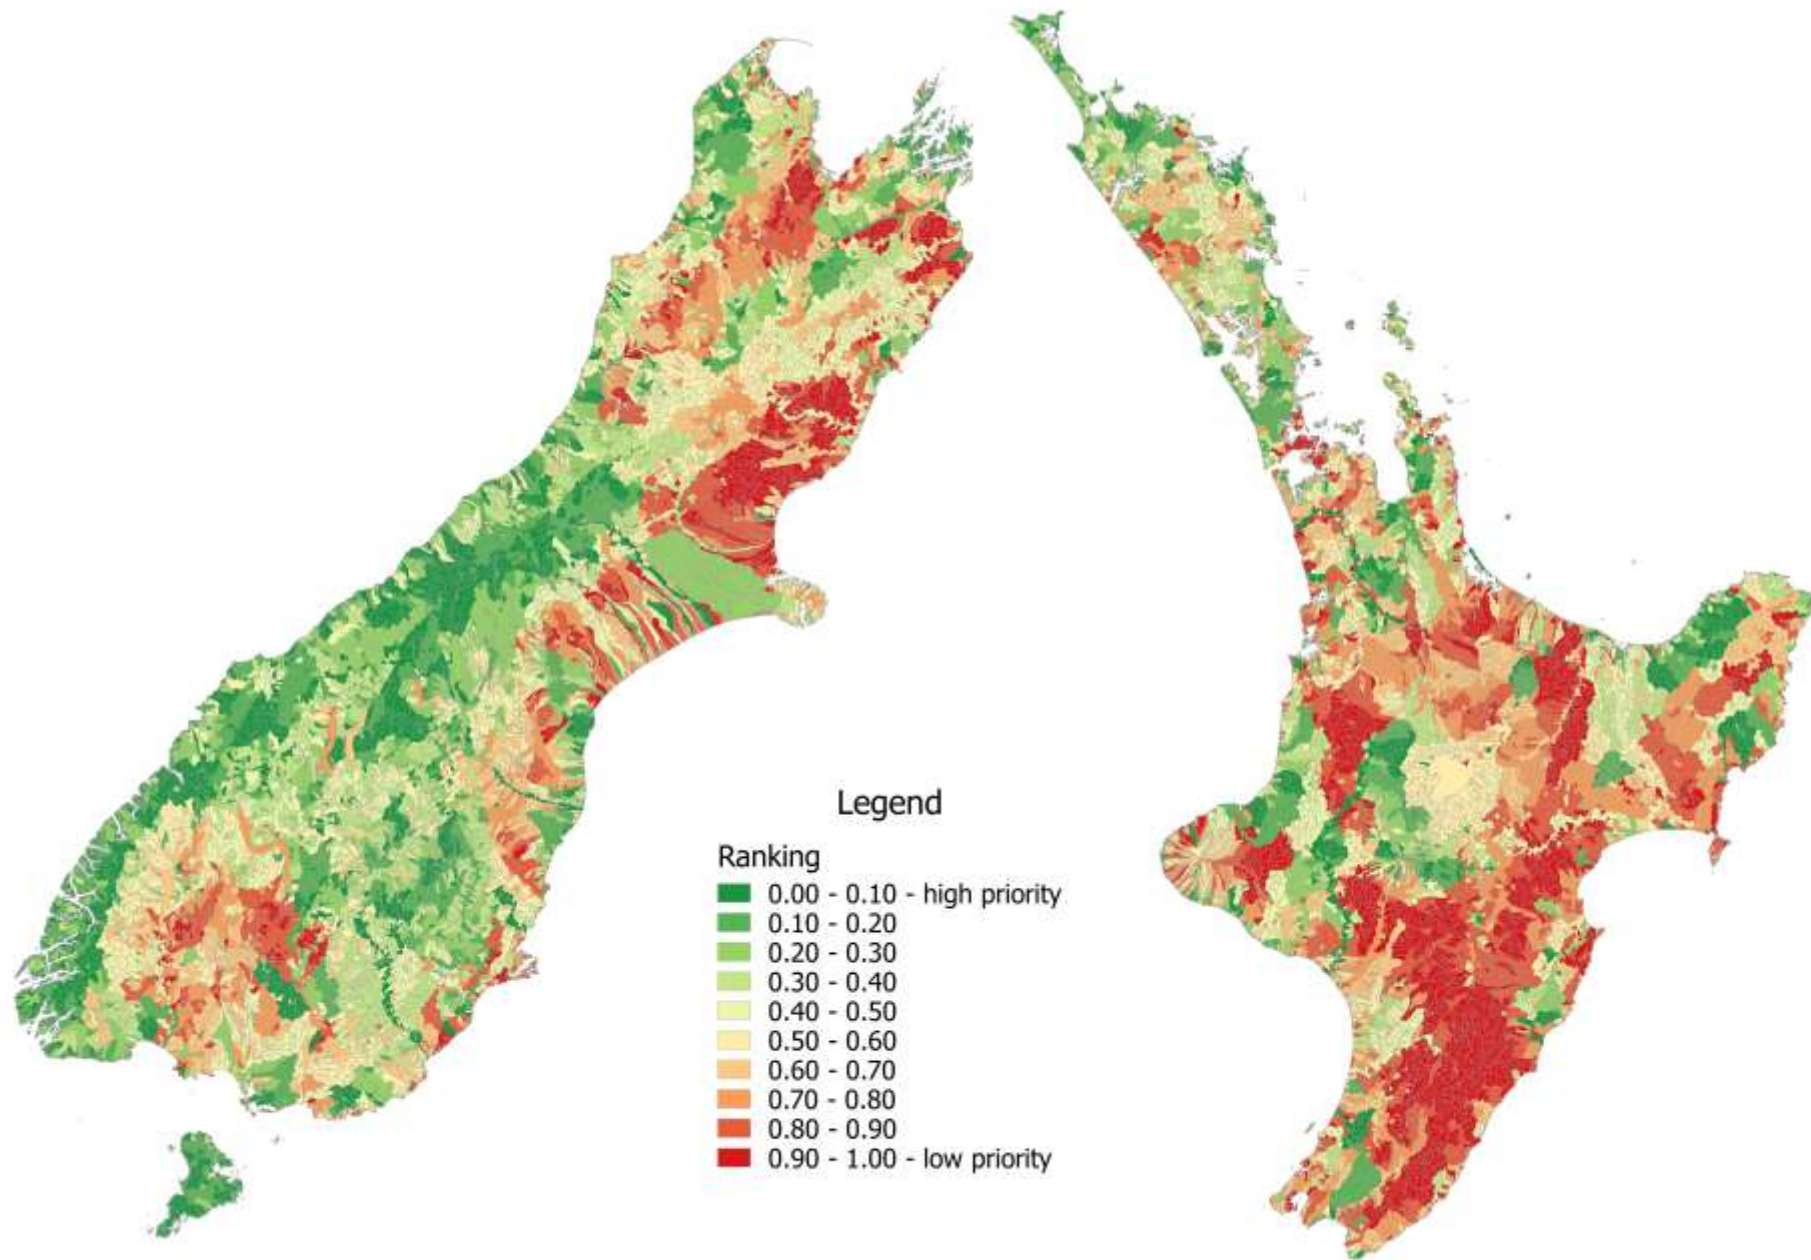 Legend
Ranking
0.00 - 0.10 - high priority
0.10 - 0.20
0.20 - 0.30
0.30 - 0.40
0.40 - 0.50
0.50 - 0.60
0.60 - 0.70
0.70 - 0.80
0.80 - 0.90
0.90 - 1.00 - low priority